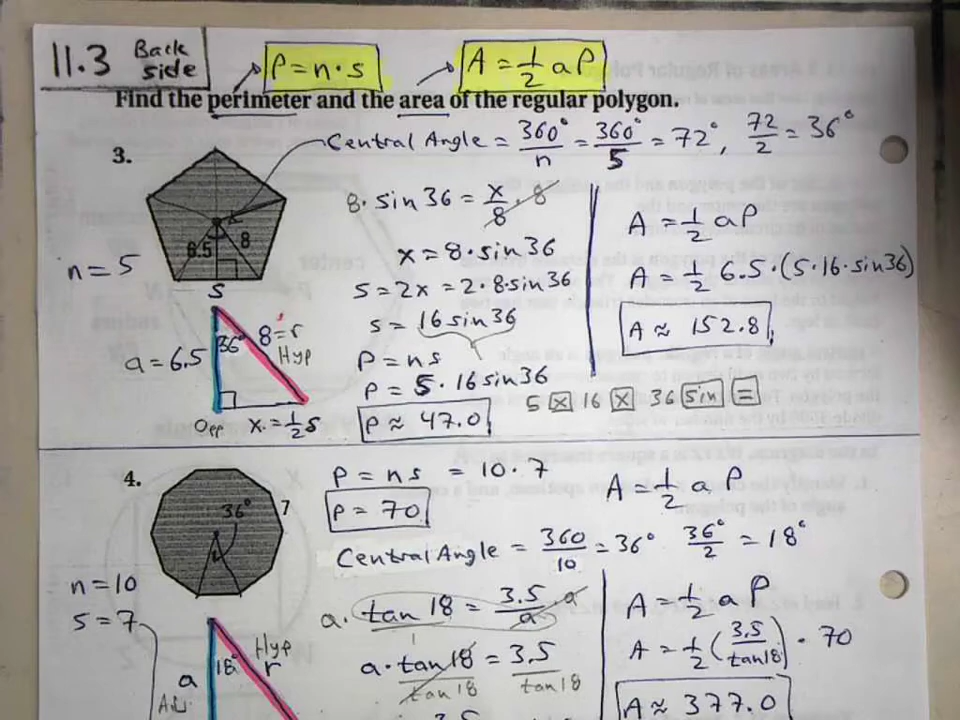 11.3 Back side P = n·s A = 1/2 aP
Find the perimeter and the area of the regular polygon.
Central Angle = 360°/n = 360°/5 = 72°, 72/2 = 36°
3.
6.5 8
n = 5
s
a = 6.5 36° 8 = r
Hyp
Opp x = 1/2 s
8· sin 36 = x/8 · 8
x = 8·sin 36
s = 2x = 2·8·sin 36
s = 16 sin 36
P = ns
P = 5·16 sin 36
P ≈ 47.0
A = 1/2 aP
A = 1/2 6.5·(5·16·sin 36)
A ≈ 152.8
5 × 16 × 36 sin =
4.
36° 7
n = 10
s = 7
18° Hyp
a r
P = ns = 10·7
P = 70
A = 1/2 a P
Central Angle = 360/10 = 36° 36°/2 = 18°
a· tan 18 = 3.5/a · a
a·tan 18 / tan 18 = 3.5 / tan 18
A = 1/2 a P
A = 1/2 (3.5/tan 18) · 70
A ≈ 377.0